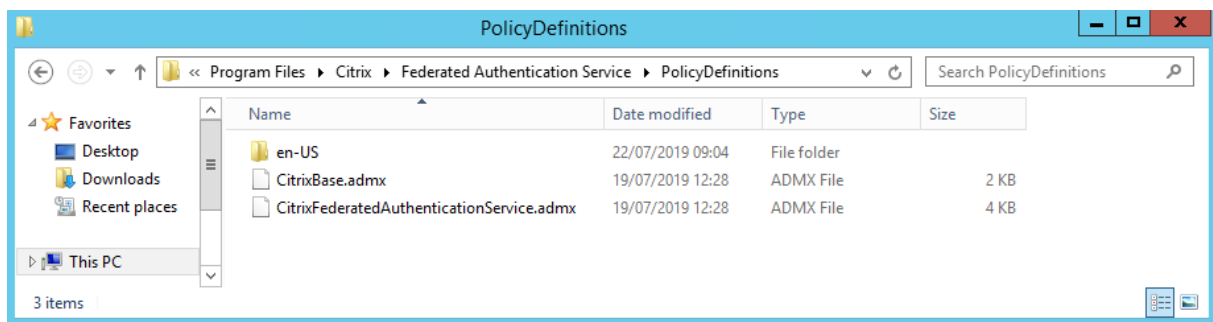 PolicyDefinitions
« Program Files Citrix Federated Authentication Service PolicyDefinitions Search PolicyDefinitions
Name Date modified Type Size
Favorites
Desktop
Downloads
Recent places
This PC
en-US 22/07/2019 09:04 File folder
CitrixBase.admx 19/07/2019 12:28 ADMX File 2 KB
CitrixFederatedAuthenticationService.admx 19/07/2019 12:28 ADMX File 4 KB
3 items